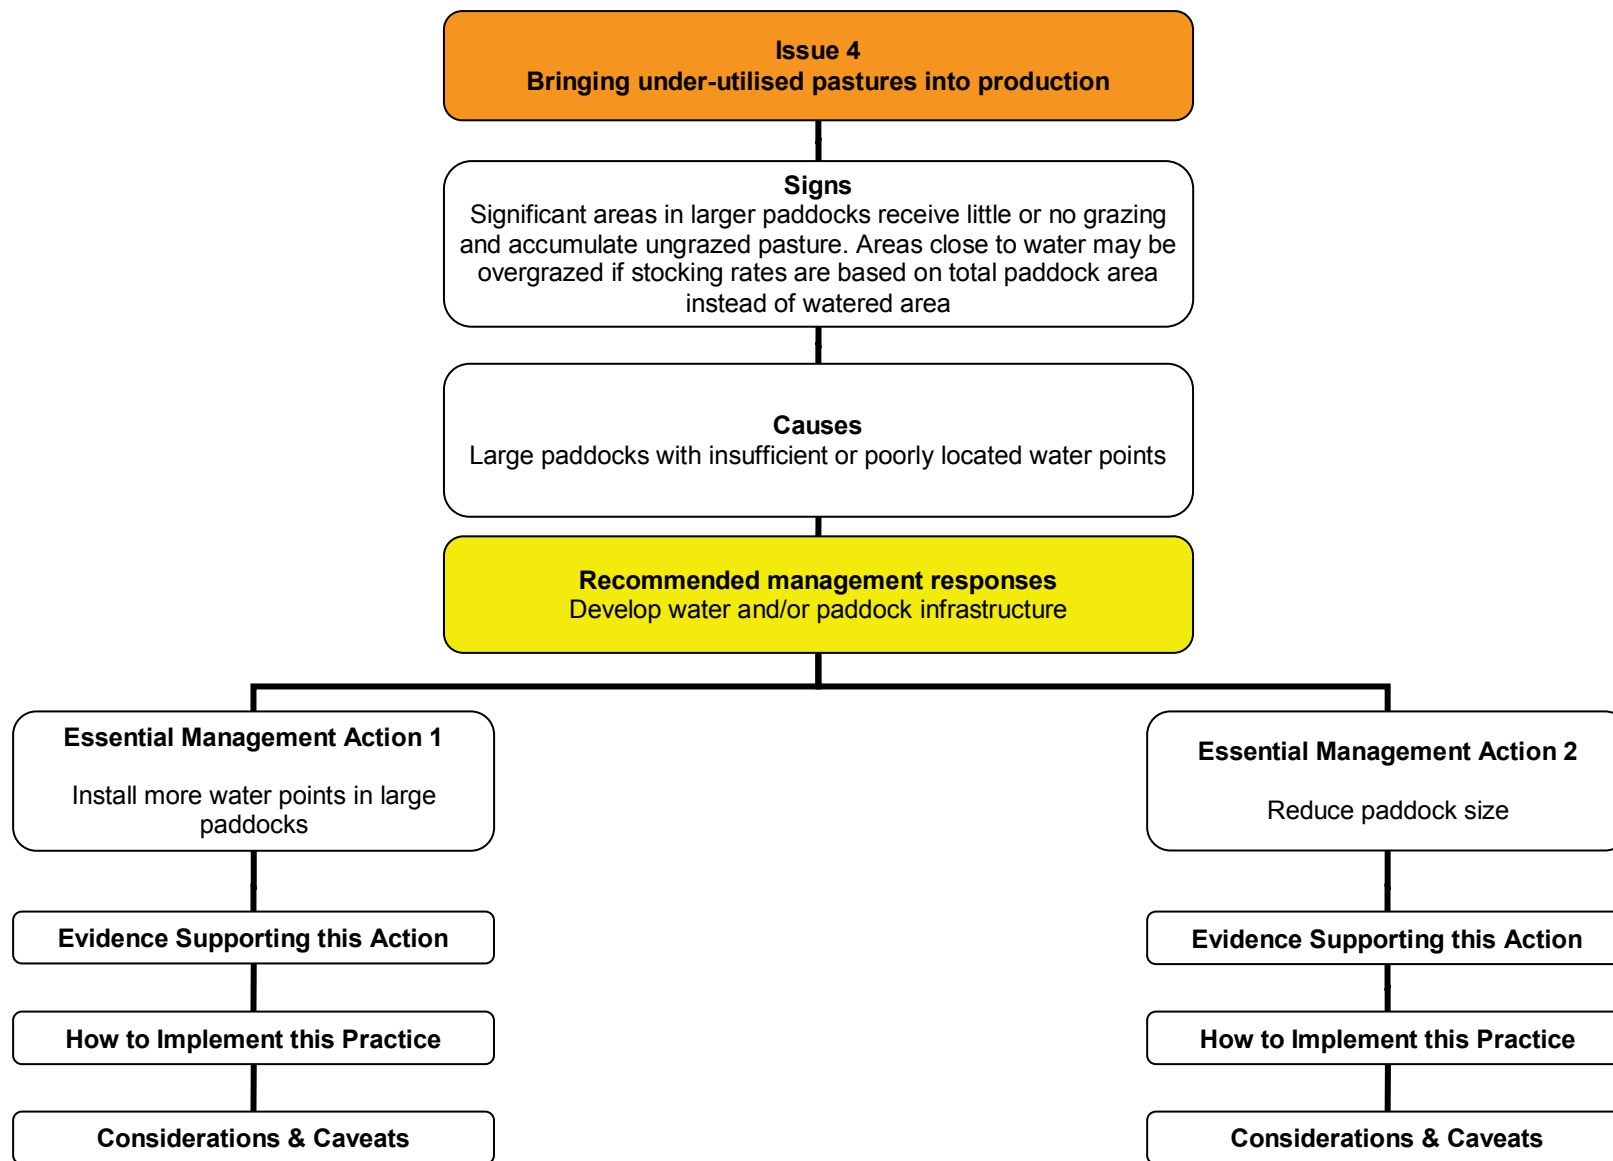 Issue 4
Bringing under-utilised pastures into production
Signs
Significant areas in larger paddocks receive little or no grazing
and accumulate ungrazed pasture. Areas close to water may be
overgrazed if stocking rates are based on total paddock area
instead of watered area
Causes
Large paddocks with insufficient or poorly located water points
Recommended management responses
Develop water and/or paddock infrastructure
Essential Management Action 1
Install more water points in large
paddocks
Evidence Supporting this Action
How to Implement this Practice
Considerations & Caveats
Essential Management Action 2
Reduce paddock size
Evidence Supporting this Action
How to Implement this Practice
Considerations & Caveats